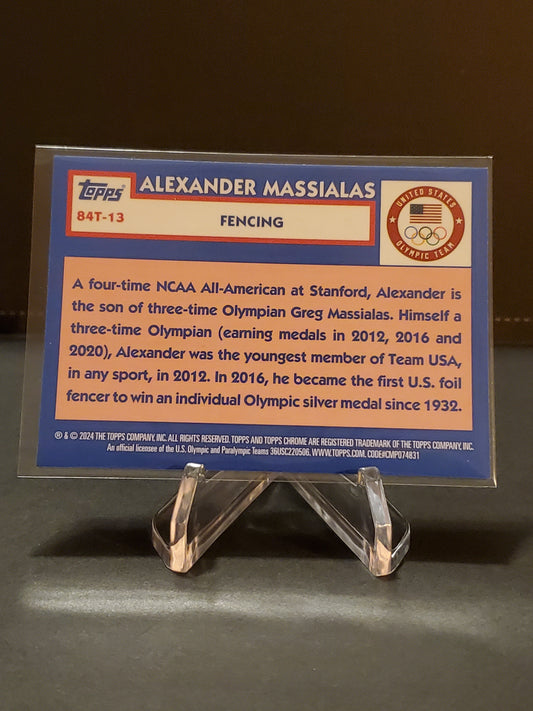 Topps
ALEXANDER MASSIALAS
84T-13
FENCING
UNITED STATES
OLYMPIC TEAM
A four-time NCAA All-American at Stanford, Alexander is
the son of three-time Olympian Greg Massialas. Himself a
three-time Olympian (earning medals in 2012, 2016 and
2020), Alexander was the youngest member of Team USA,
in any sport, in 2012. In 2016, he became the first U.S. foil
fencer to win an individual Olympic silver medal since 1932.
® & © 2024 THE TOPPS COMPANY, INC. ALL RIGHTS RESERVED. TOPPS AND TOPPS CHROME ARE REGISTERED TRADEMARK OF THE TOPPS COMPANY, INC.
An official licensee of the U.S. Olympic and Paralympic Teams 36USC220506. WWW.TOPPS.COM. CODE#CMP074831